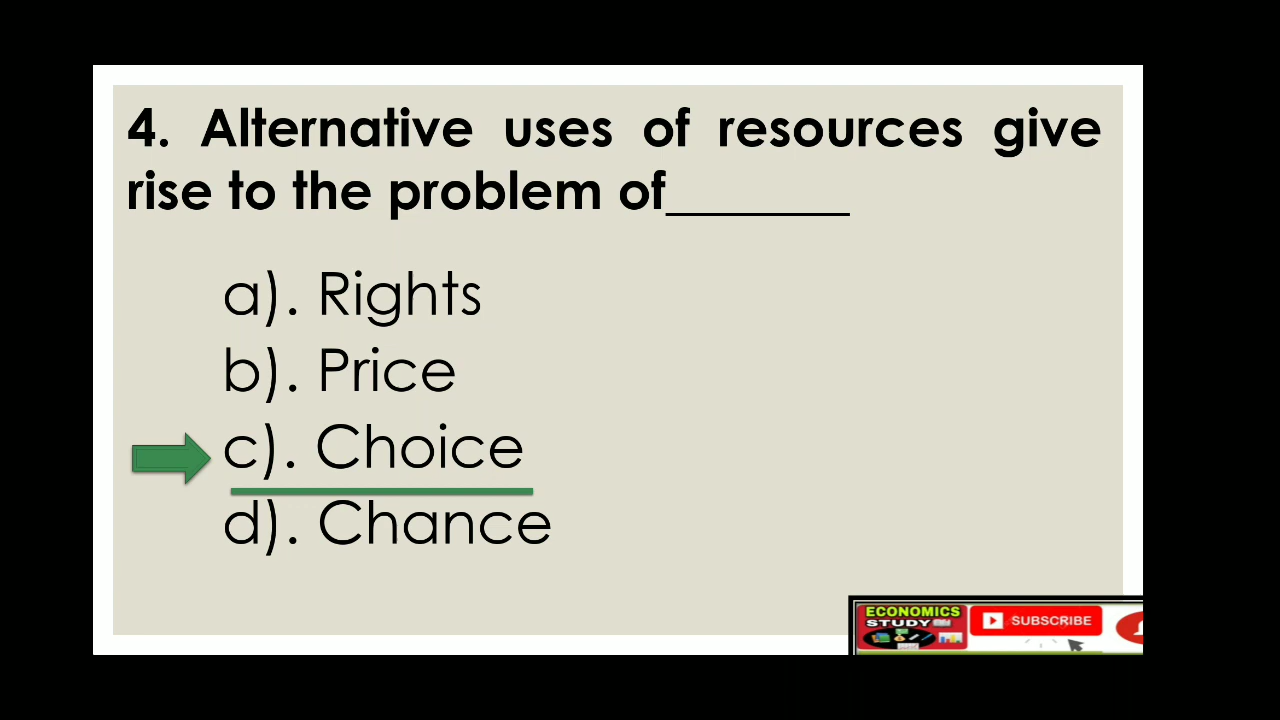 4. Alternative uses of resources give
rise to the problem of_______
a). Rights
b). Price
c). Choice
d). Chance
ECONOMICS
STUDY
SUBSCRIBE